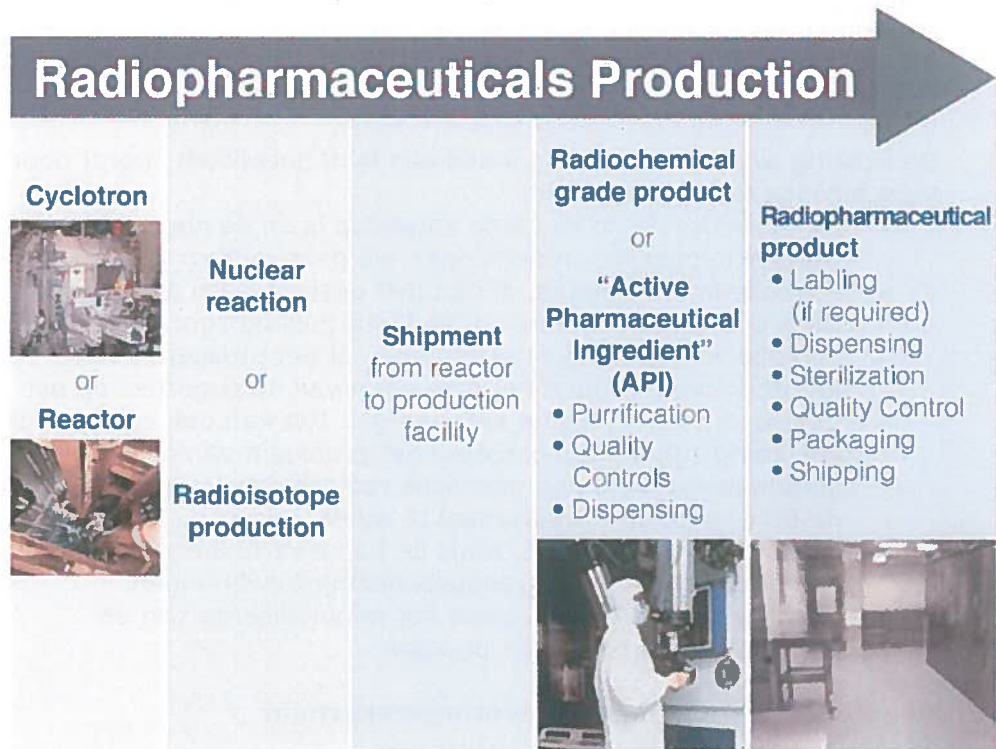 Radiopharmaceuticals Production
Cyclotron
or
Reactor
Nuclear
reaction
or
Radioisotope
production
Shipment
from reactor
to production
facility
Radiochemical
grade product
or
“Active
Pharmaceutical
Ingredient”
(API)
• Purrification
• Quality
Controls
• Dispensing
Radiopharmaceutical
product
• Labling
(if required)
• Dispensing
• Sterilization
• Quality Control
• Packaging
• Shipping